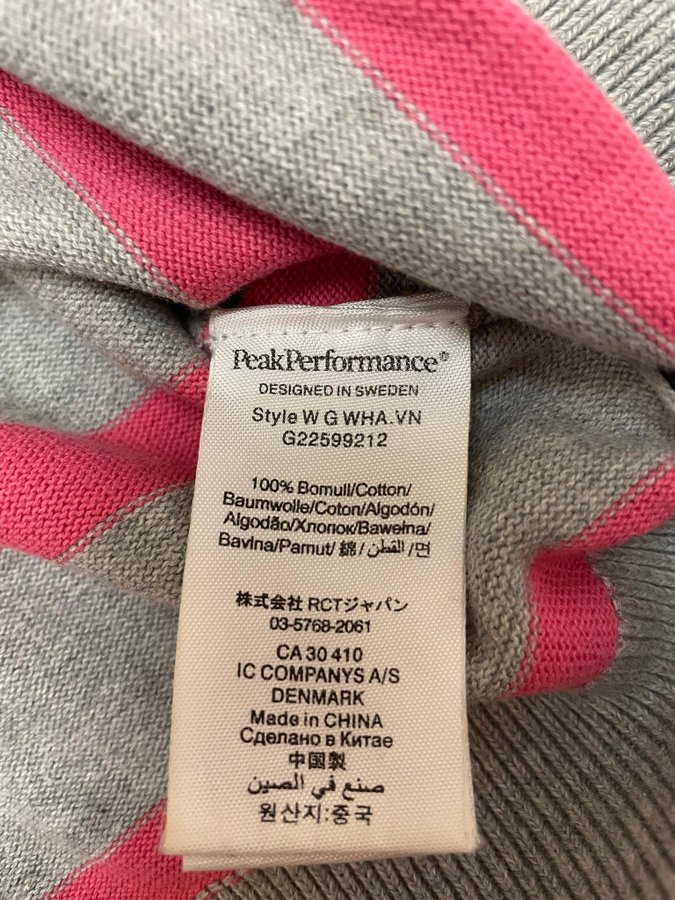 PeakPerformance®
DESIGNED IN SWEDEN
Style W G WHA.VN
G22599212
100% Bomull/Cotton/
Baumwolle/Coton/Algodón/
Algodão/Хлопок/Bawełna/
Bavlna/Pamut/ 綿 / القطن /면
株式会社 RCTジャパン
03-5768-2061
CA 30 410
IC COMPANYS A/S
DENMARK
Made in CHINA
Сделано в Китае
中国製
صنع في الصين
원산지:중국